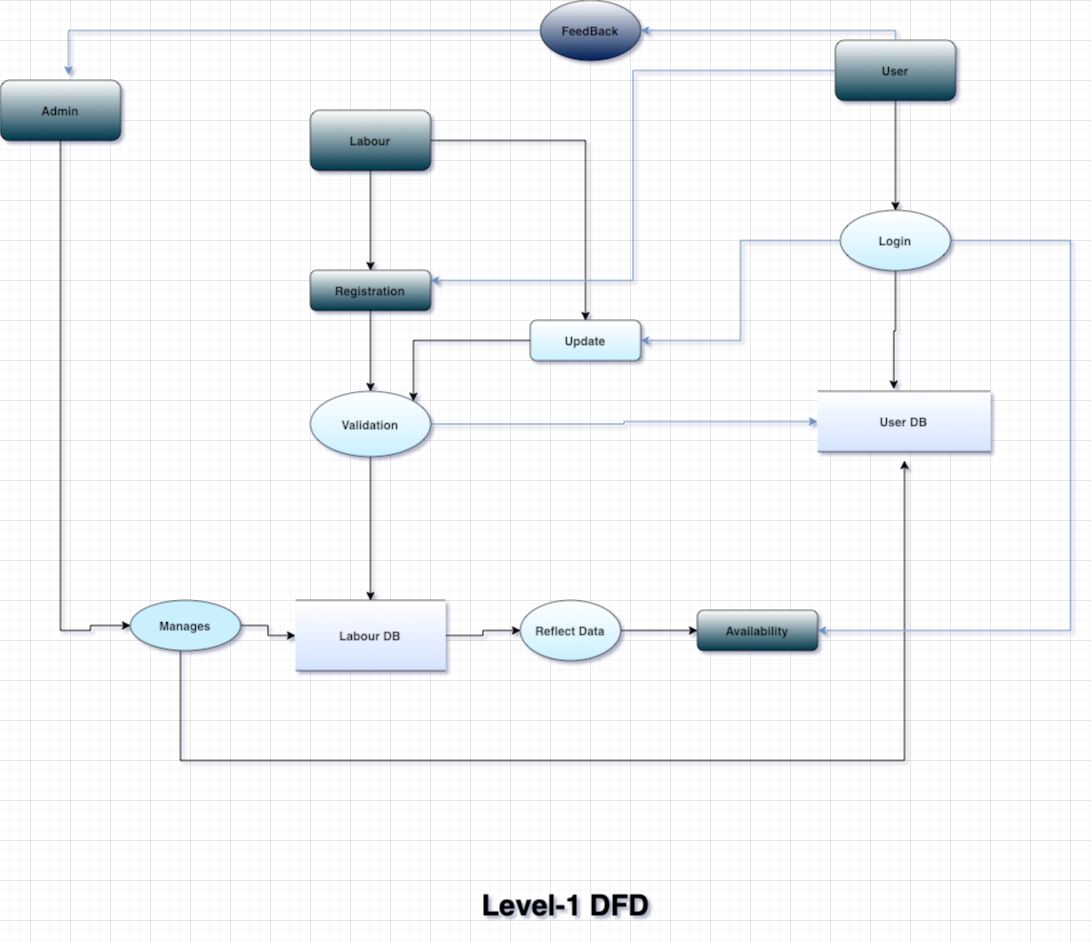 FeedBack
User
Admin
Labour
Login
Registration
Update
Validation
User DB
Manages
Labour DB
Reflect Data
Availability
Level-1 DFD